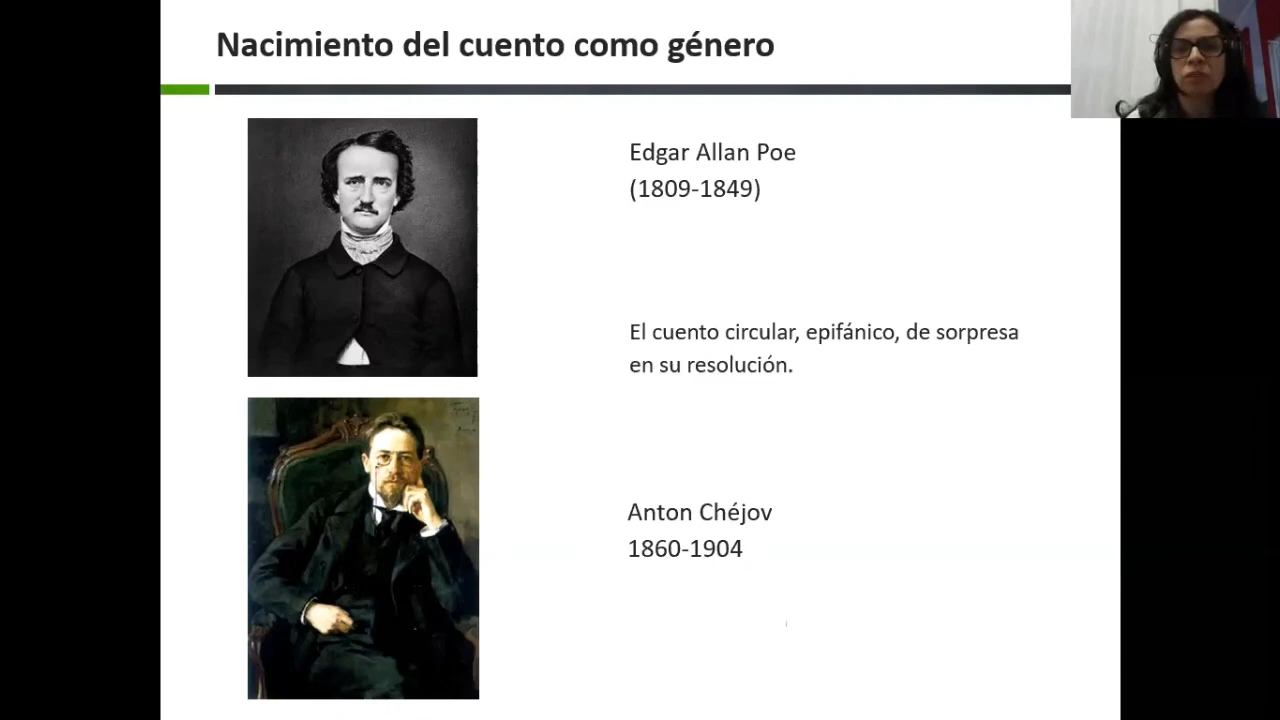 Nacimiento del cuento como género
Edgar Allan Poe
(1809-1849)
El cuento circular, epifánico, de sorpresa
en su resolución.
Anton Chéjov
1860-1904